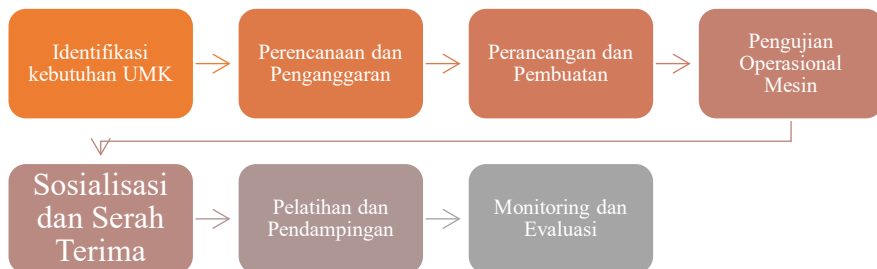 Identifikasi
kebutuhan UMK
Perencanaan dan
Penganggaran
Perancangan dan
Pembuatan
Pengujian
Operasional
Mesin
Sosialisasi
dan Serah
Terima
Pelatihan dan
Pendampingan
Monitoring dan
Evaluasi